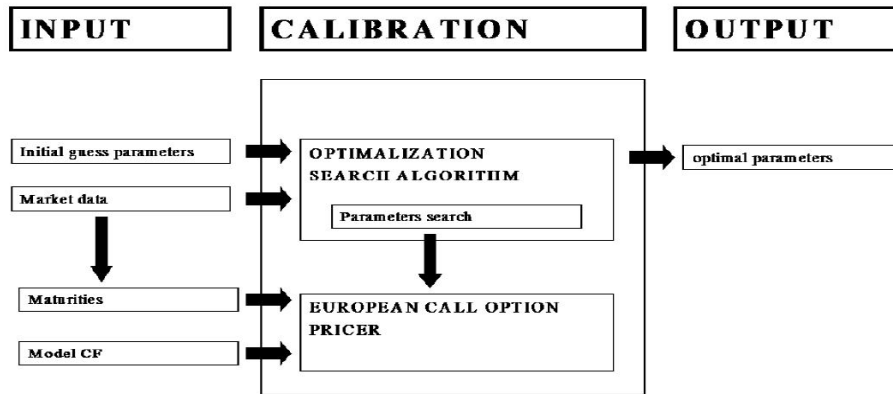 INPUT
CALIBRATION
OUTPUT
Initial guess parameters
OPTIMALIZATION
SEARCH ALGORITHM
optimal parameters
Market data
Parameters search
Maturities
EUROPEAN CALL OPTION
PRICER
Model CF